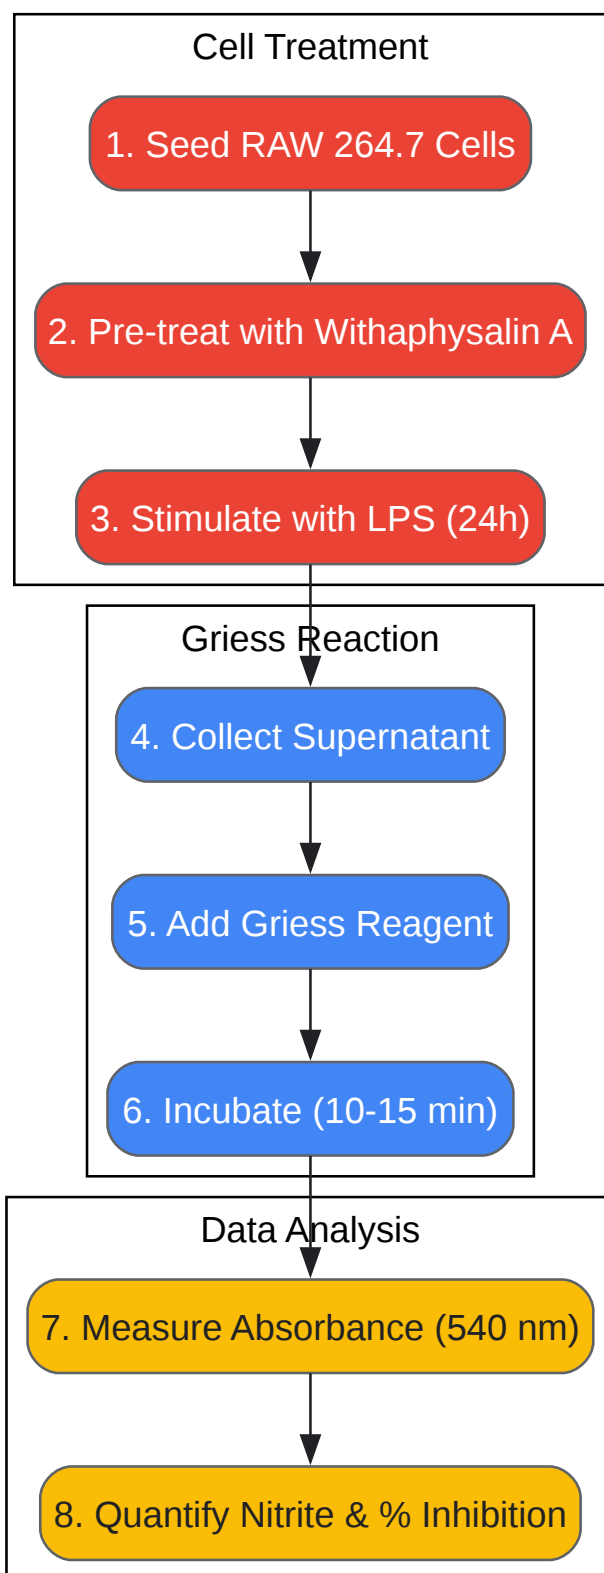 Cell Treatment
1. Seed RAW 264.7 Cells
2. Pre-treat with Withaphysalin A
3. Stimulate with LPS (24h)
Griess Reaction
4. Collect Supernatant
5. Add Griess Reagent
6. Incubate (10-15 min)
Data Analysis
7. Measure Absorbance (540 nm)
8. Quantify Nitrite & % Inhibition